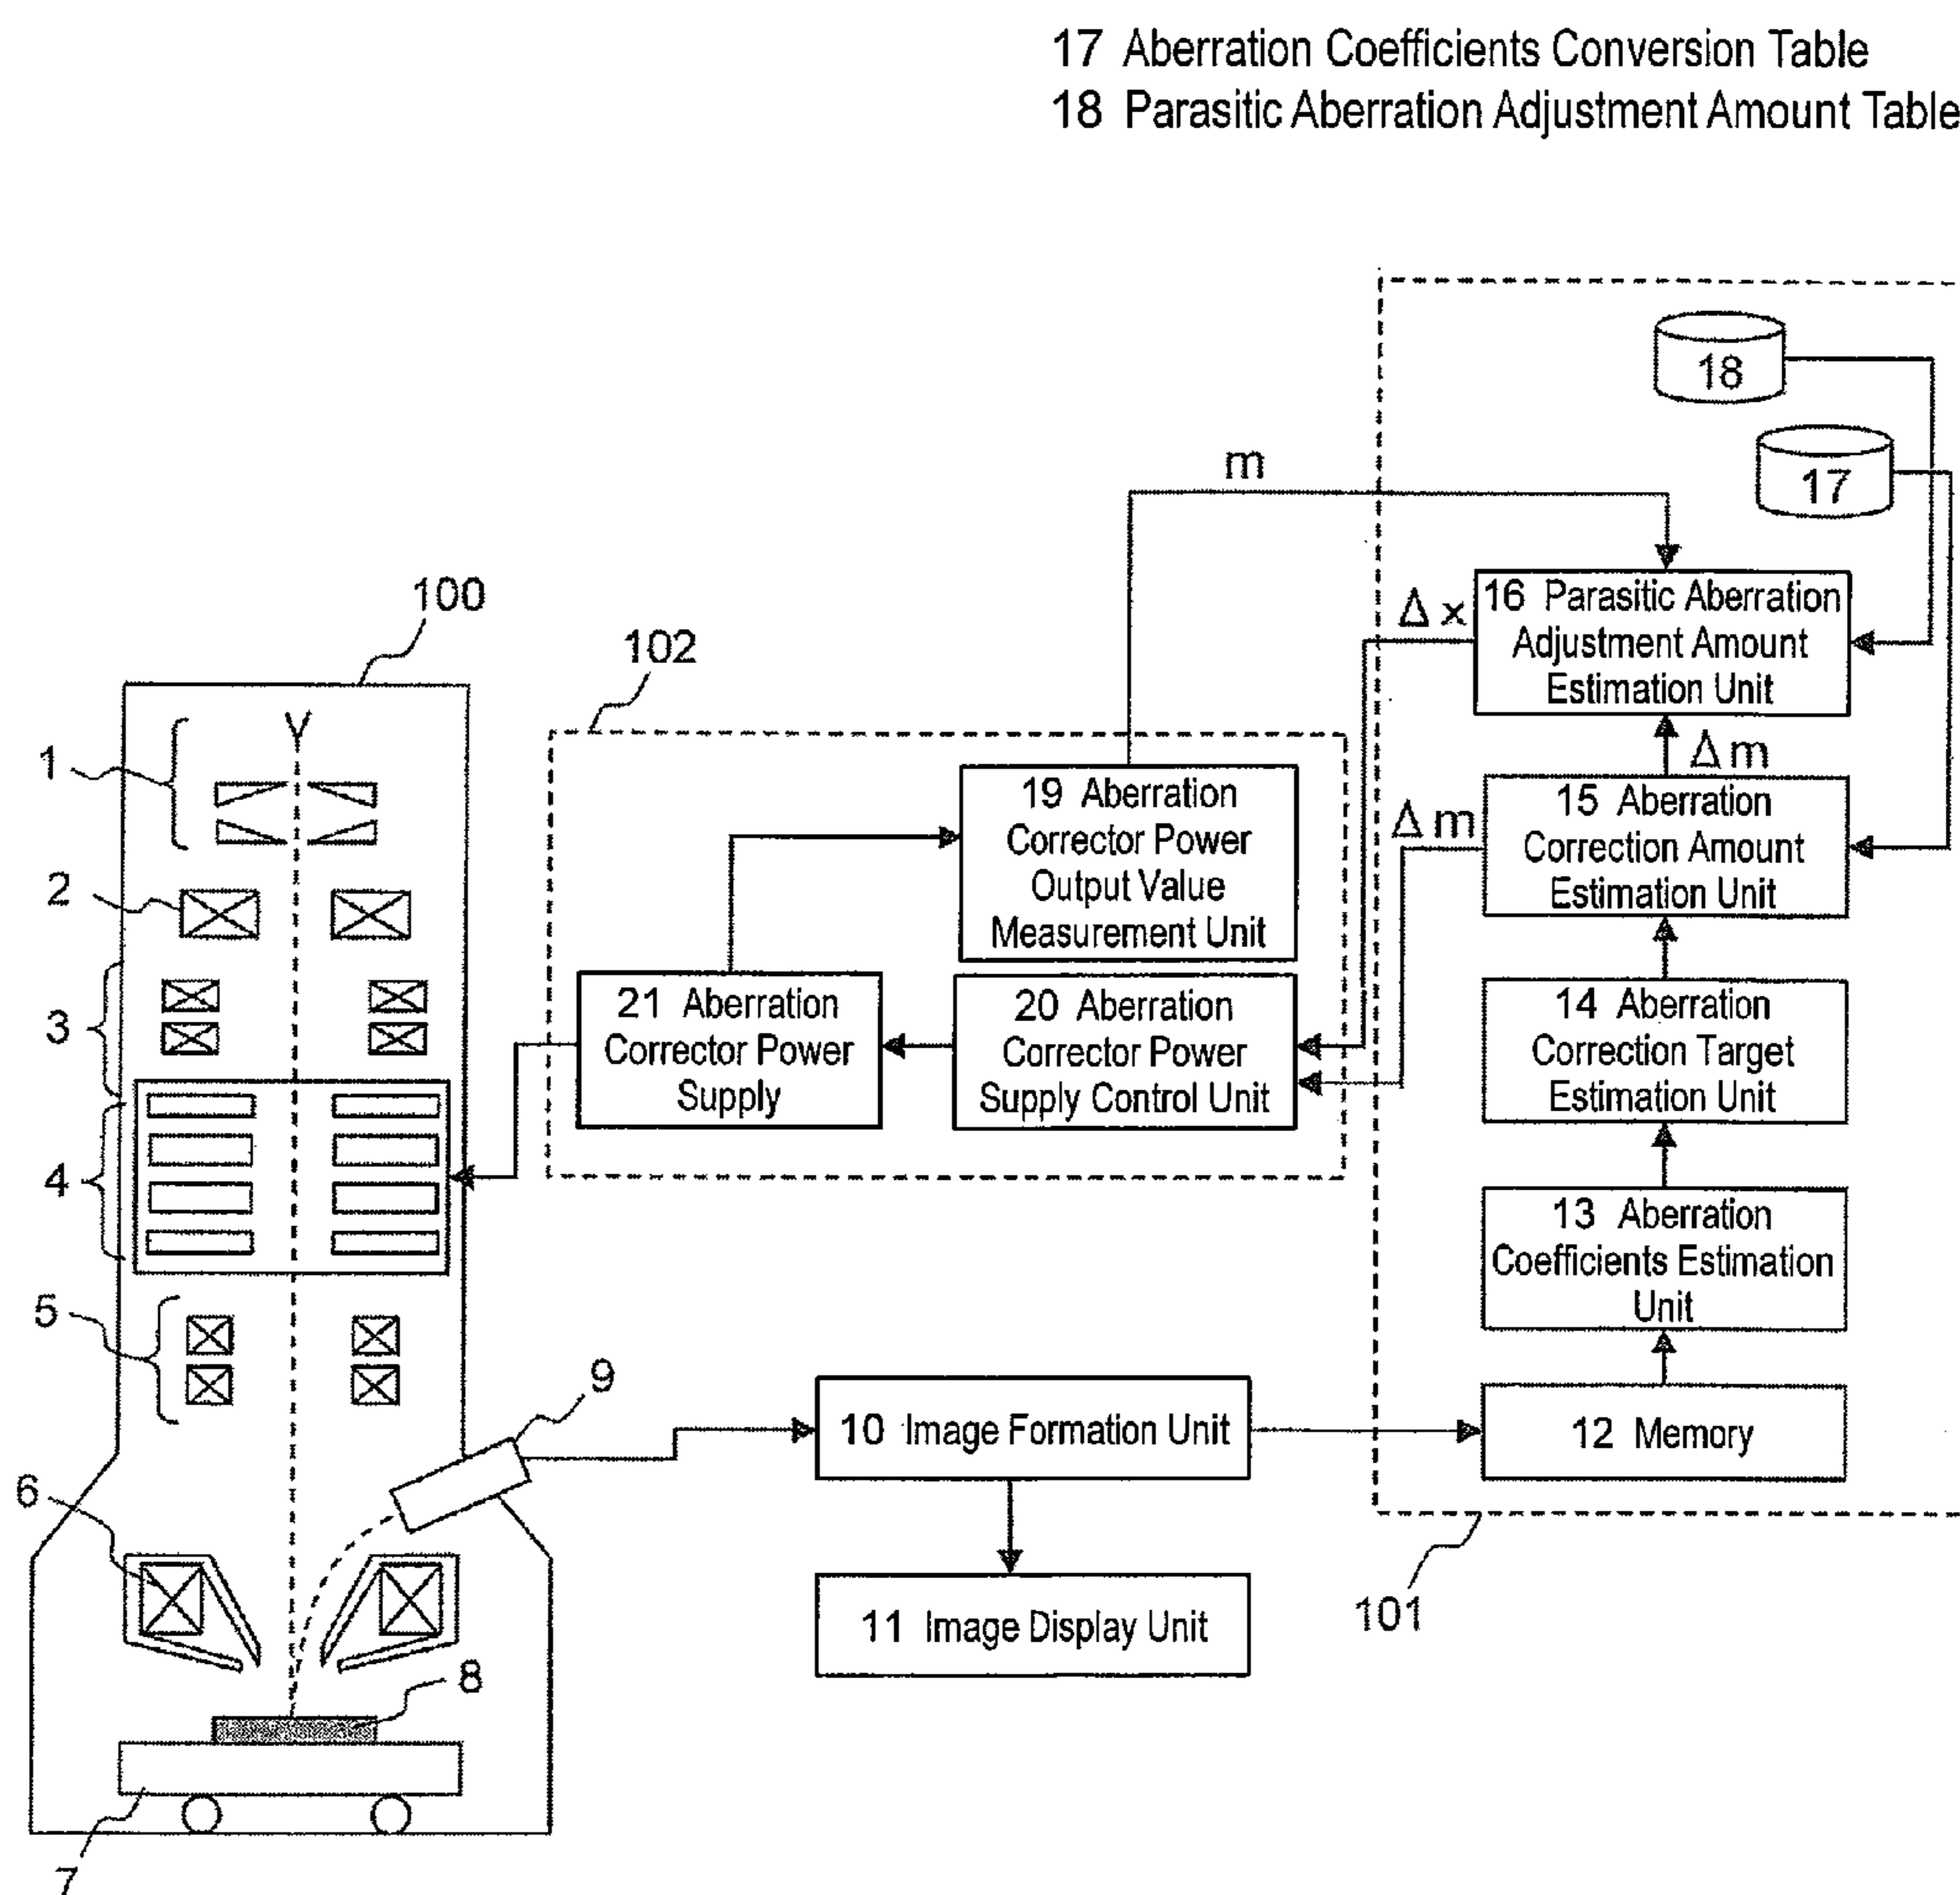 17 Aberration Coefficients Conversion Table
18 Parasitic Aberration Adjustment Amount Table
18
17
m
16 Parasitic Aberration
Adjustment Amount
Estimation Unit
Δx
100
102
Δm
1
19 Aberration
Corrector Power
Output Value
Measurement Unit
Δm
15 Aberration
Correction Amount
Estimation Unit
2
3
21 Aberration
Corrector Power
Supply
20 Aberration
Corrector Power
Supply Control Unit
14 Aberration
Correction Target
Estimation Unit
4
13 Aberration
Coefficients Estimation
Unit
5
9
10 Image Formation Unit
12 Memory
6
11 Image Display Unit
101
8
7